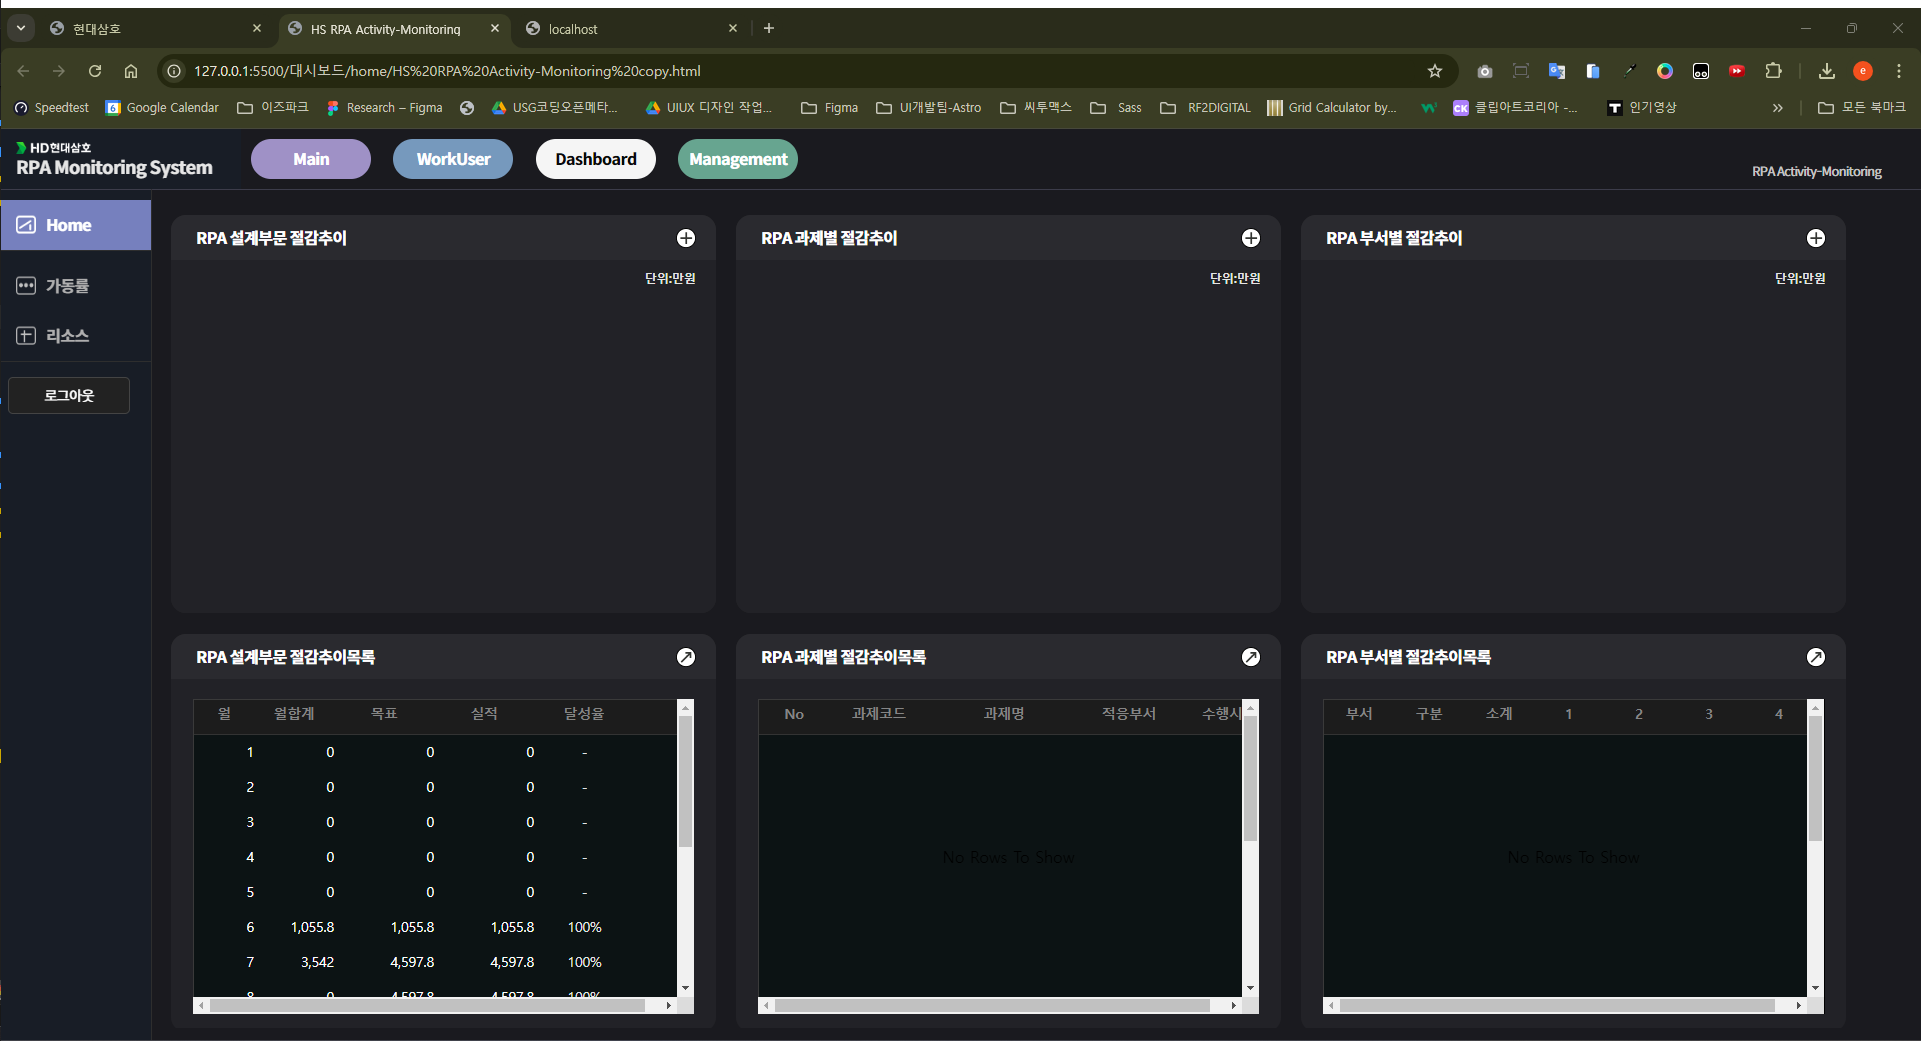 현대삼호
HS RPA Activity-Monitoring
localhost
127.0.0.1:5500/대시보드/home/HS%20RPA%20Activity-Monitoring%20copy.html
e
Speedtest
6
Google Calendar
이즈파크
Research – Figma
USG코딩오픈메타...
UIUX 디자인 작업...
Figma
UI개발팀-Astro
씨투맥스
Sass
RF2DIGITAL
Grid Calculator by...
CK
클립아트코리아 -...
T
인기영상
모든 북마크
HD현대삼호
RPA Monitoring System
Main
WorkUser
Dashboard
Management
RPA Activity-Monitoring
Home
가동률
리소스
로그아웃
RPA 설계부문 절감추이
단위:만원
RPA 과제별 절감추이
단위:만원
RPA 부서별 절감추이
단위:만원
RPA 설계부문 절감추이목록
월 월합계 목표 실적 달성율
1 0 0 0 -
2 0 0 0 -
3 0 0 0 -
4 0 0 0 -
5 0 0 0 -
6 1,055.8 1,055.8 1,055.8 100%
7 3,542 4,597.8 4,597.8 100%
8 0 4,597.8 4,597.8 100%
RPA 과제별 절감추이목록
No 과제코드 과제명 적응부서 수행시
No Rows To Show
RPA 부서별 절감추이목록
부서 구분 소계 1 2 3 4
No Rows To Show